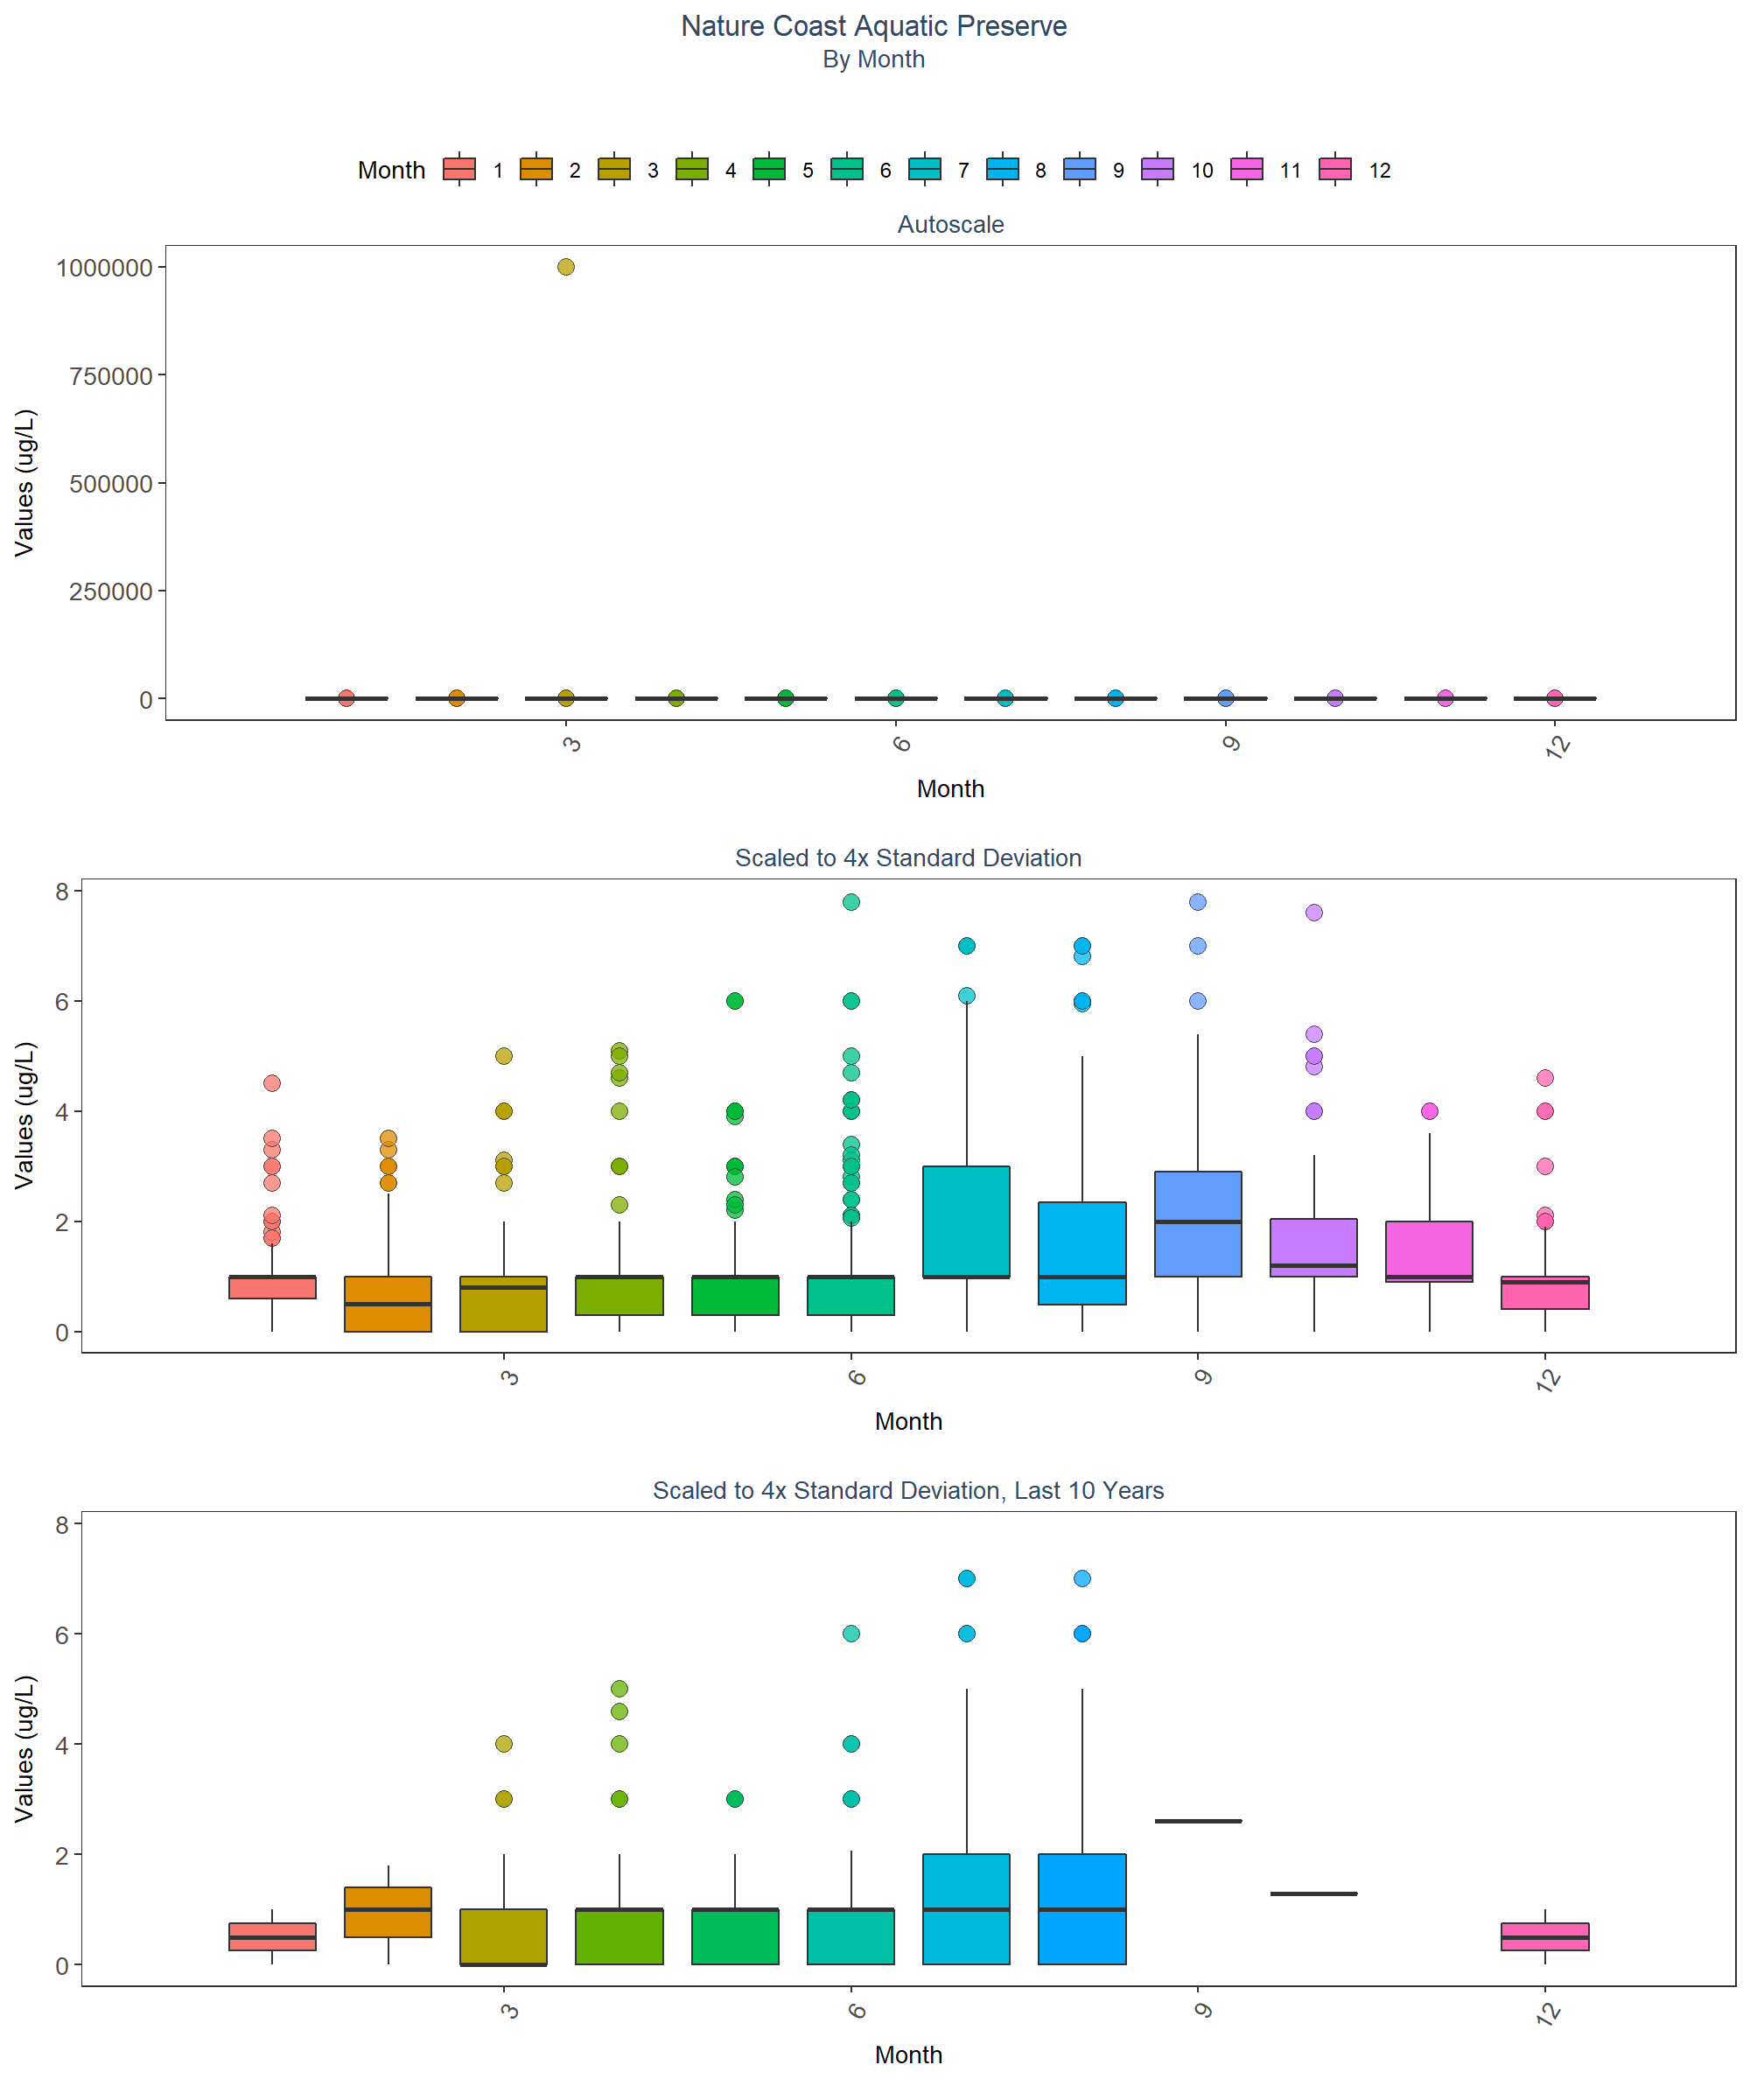 Nature Coast Aquatic Preserve
By Month
Month 1 2 3 4 5 6 7 8 9 10 11 12
Autoscale
1000000
750000
500000
250000
0
Values (ug/L)
3 6 9 12
Month
Scaled to 4x Standard Deviation
8
6
4
2
0
Values (ug/L)
3 6 9 12
Month
Scaled to 4x Standard Deviation, Last 10 Years
8
6
4
2
0
Values (ug/L)
3 6 9 12
Month